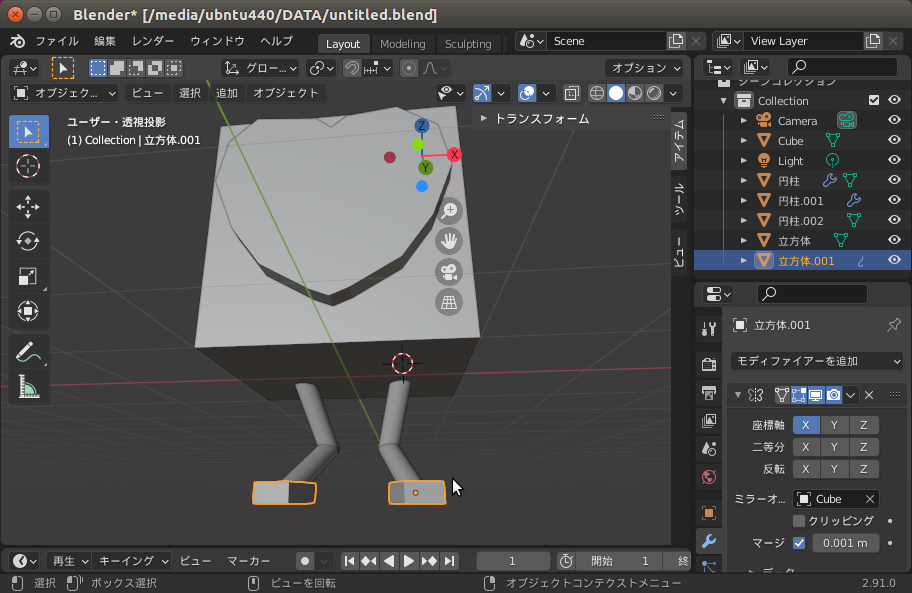 Blender* [/media/ubntu440/DATA/untitled.blend]
ファイル 編集 レンダー ウィンドウ ヘルプ Layout Modeling Sculpting Scene View Layer
グロー... オプション
オブジェク... ビュー 選択 追加 オブジェクト
ユーザー・透視投影
(1) Collection | 立方体.001
トランスフォーム
アイテム
ツール
ビュー
Z
X
Y
シーンコレクション
Collection
Camera
Cube
Light
円柱
円柱.001
円柱.002
立方体
立方体.001
立方体.001
モディファイアーを追加
座標軸 X Y Z
二等分 X Y Z
反転 X Y Z
ミラーオ... Cube
クリッピング
マージ 0.001 m
データ
再生 キーイング ビュー マーカー 1 開始 1 終
選択 ボックス選択 ビューを回転 オブジェクトコンテクストメニュー 2.91.0